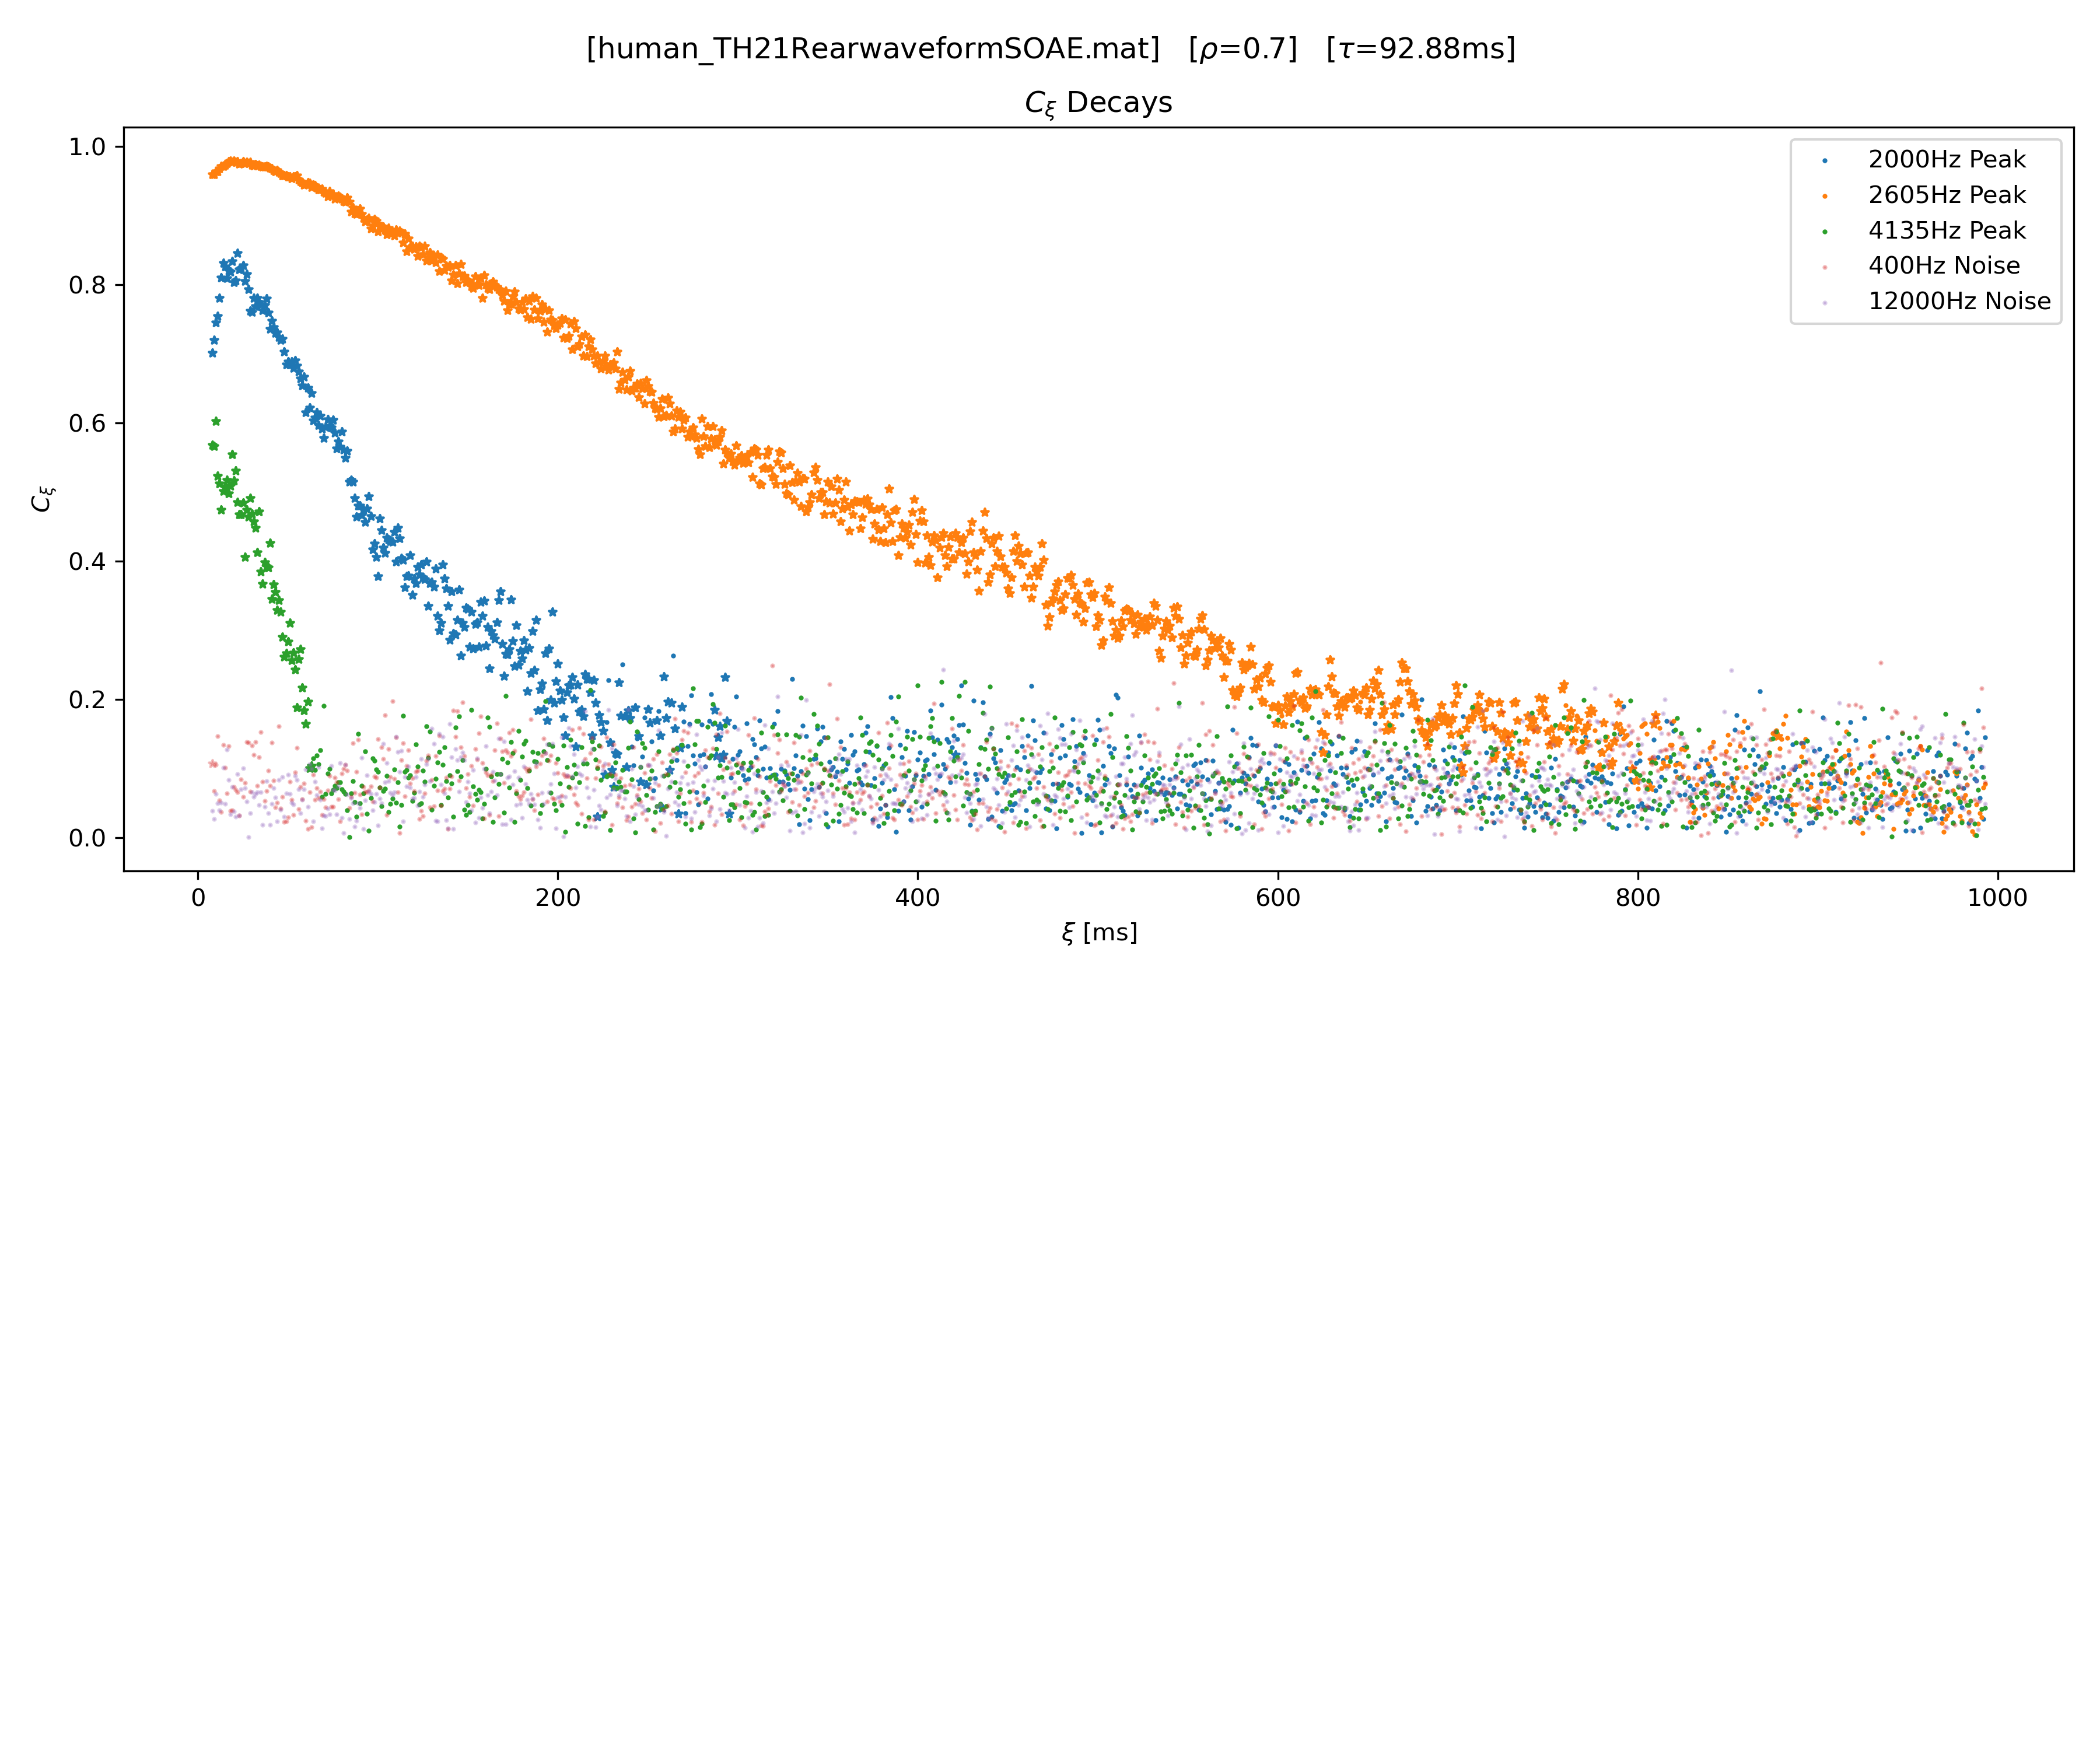 [human_TH21RearwaveformSOAE.mat]   [ρ=0.7]   [τ=92.88ms]
C_ξ Decays
1.0
0.8
0.6
0.4
0.2
0.0
C_ξ
2000Hz Peak
2605Hz Peak
4135Hz Peak
400Hz Noise
12000Hz Noise
0 200 400 600 800 1000
ξ [ms]